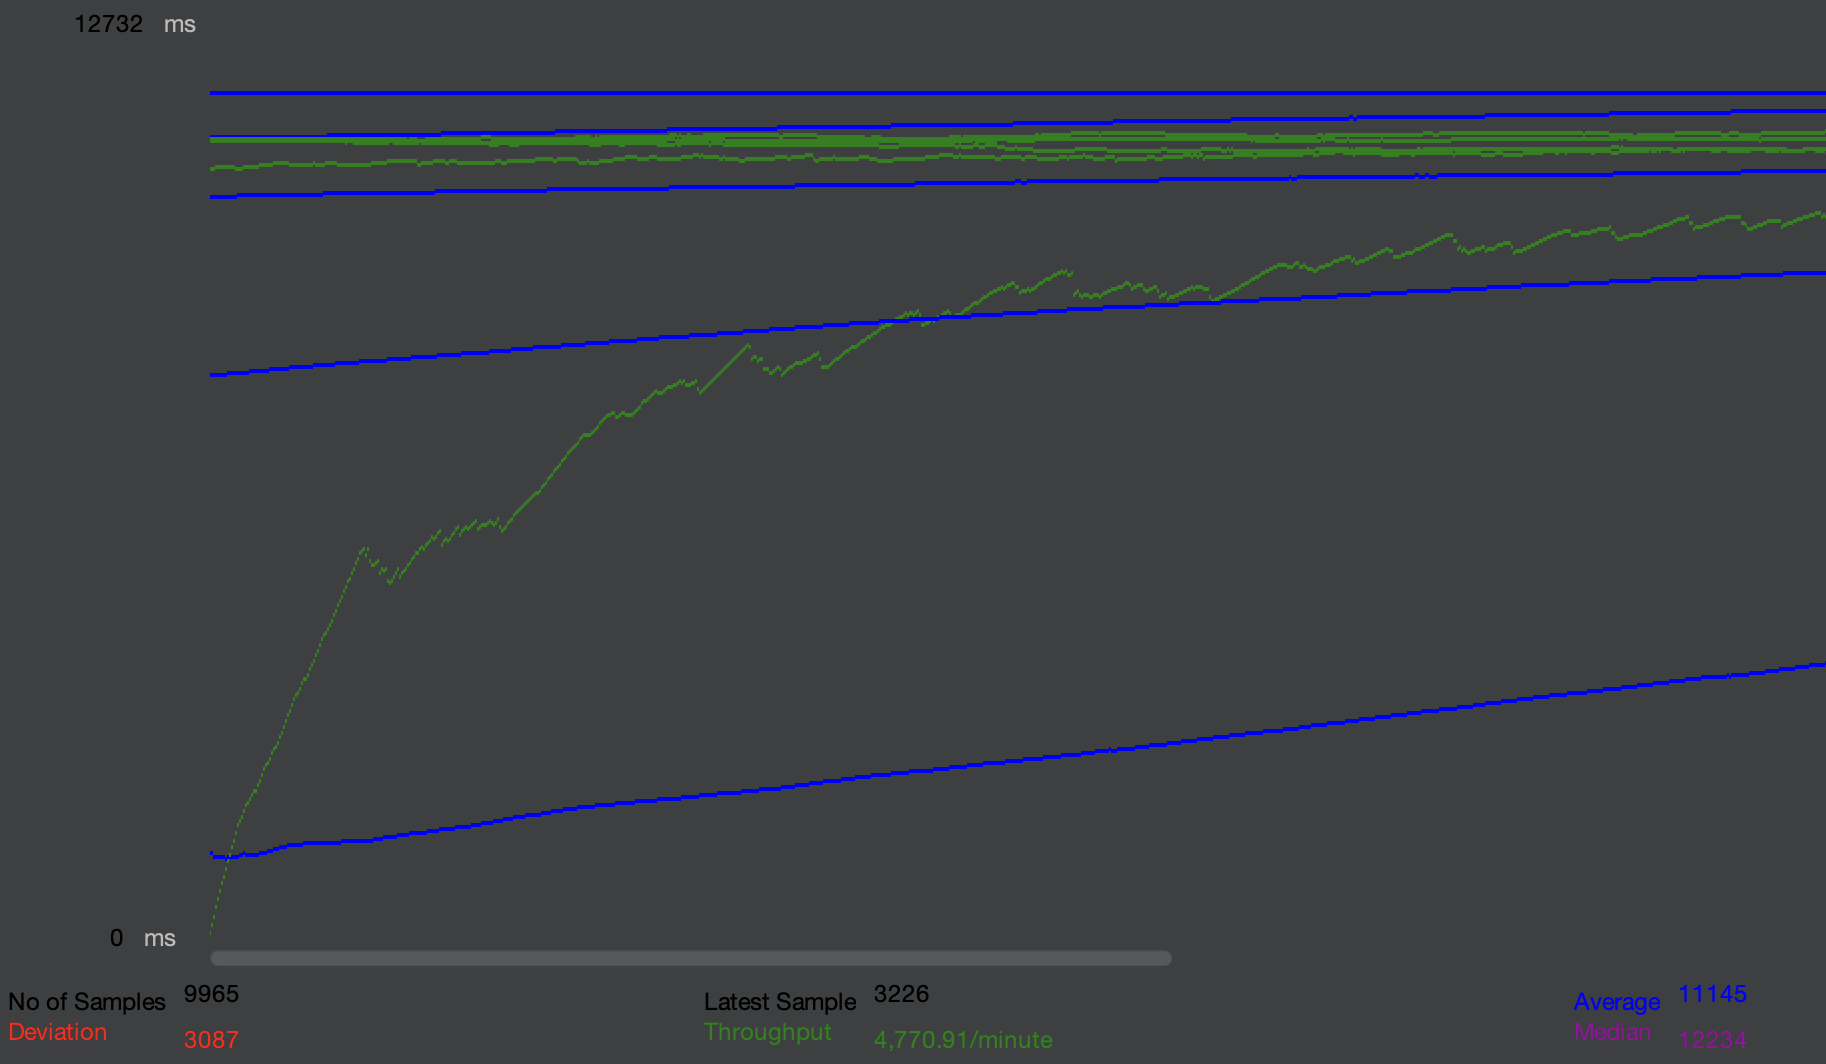 12732 ms
0 ms
No of Samples 9965 Latest Sample 3226 Average 11145
Deviation 3087 Throughput 4,770.91/minute Median 12234